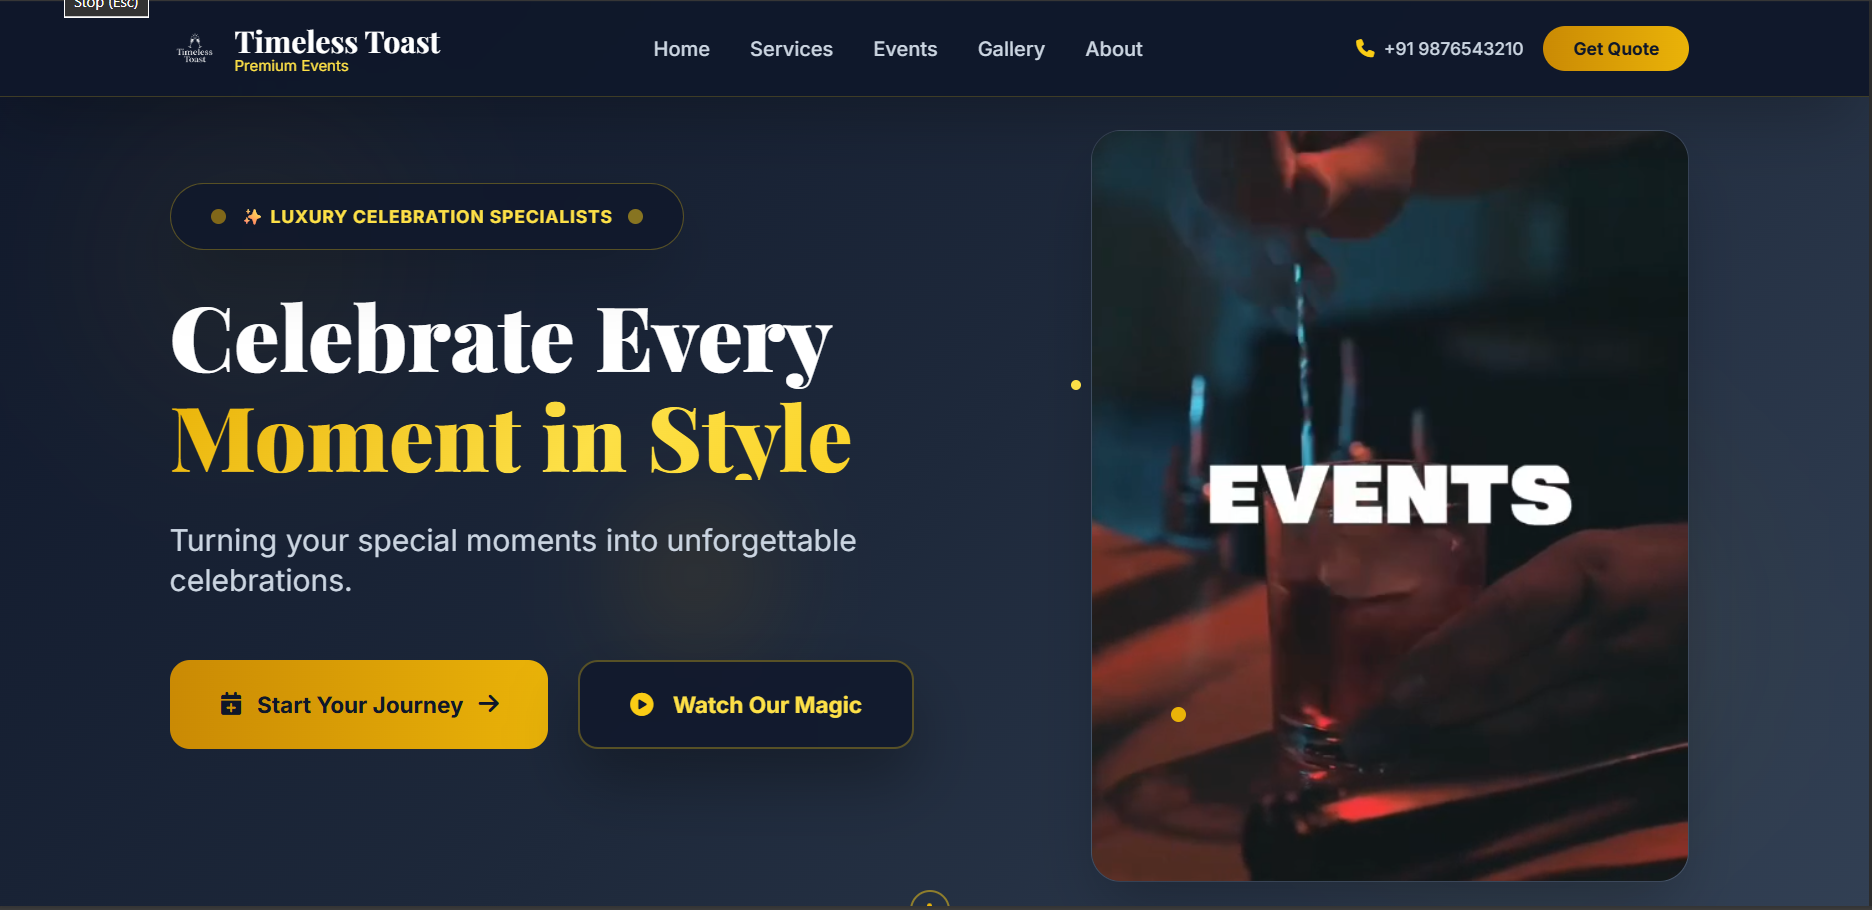 Stop (Esc)
Timeless Toast
Timeless Toast
Premium Events
Home Services Events Gallery About
+91 9876543210
Get Quote
✨ LUXURY CELEBRATION SPECIALISTS
Celebrate Every
Moment in Style
Turning your special moments into unforgettable
celebrations.
Start Your Journey →
Watch Our Magic
EVENTS